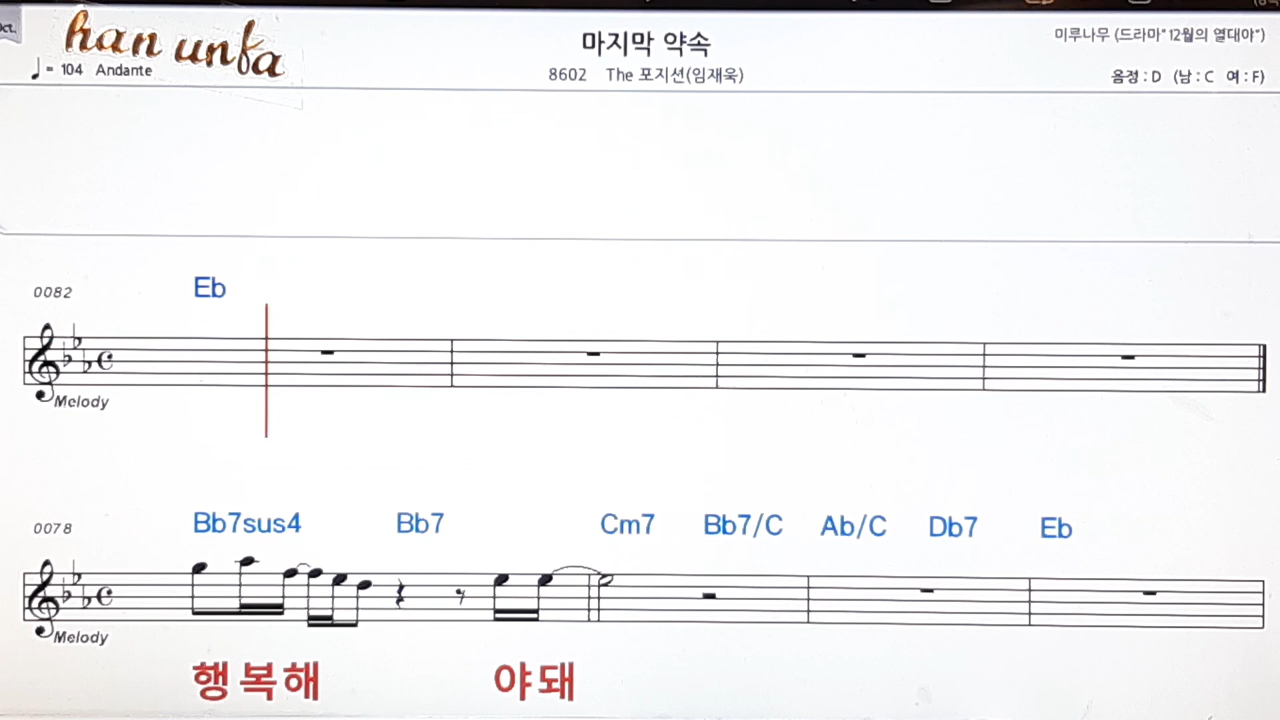 han unfa
♩= 104 Andante
마지막 약속
8602 The 포지션(임재욱)
미루나무 (드라마"12월의 열대야")
음정 : D (남 : C 여 : F)
0082 Eb
Melody
0078 Bb7sus4 Bb7 Cm7 Bb7/C Ab/C Db7 Eb
Melody
행복해 야돼